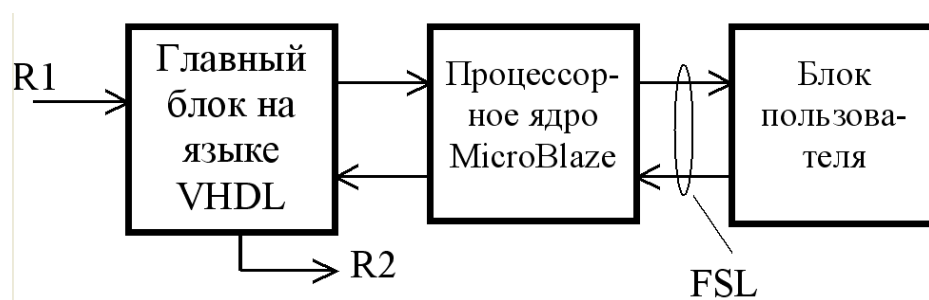 R1
Главный
блок на
языке
VHDL
R2
Процессор-
ное ядро
MicroBlaze
Блок
пользова-
теля
FSL